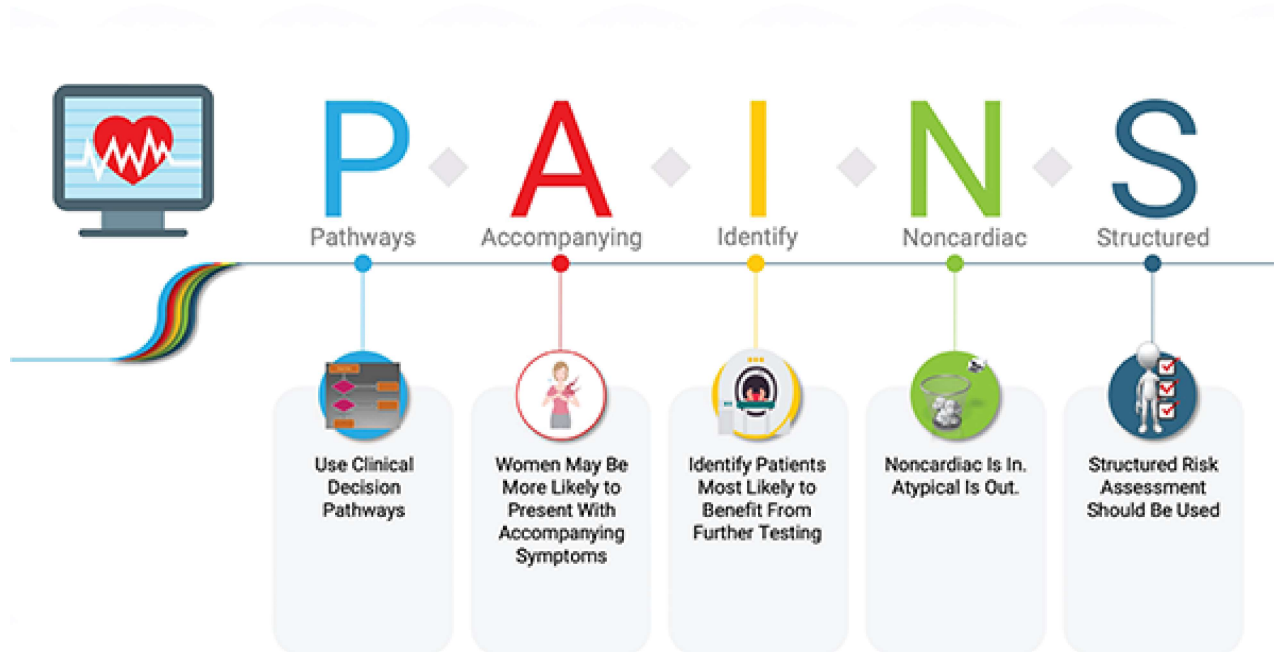 P A I N S
Pathways Accompanying Identify Noncardiac Structured
Use Clinical
Decision
Pathways
Women May Be
More Likely to
Present With
Accompanying
Symptoms
Identify Patients
Most Likely to
Benefit From
Further Testing
Noncardiac Is In.
Atypical Is Out.
Structured Risk
Assessment
Should Be Used